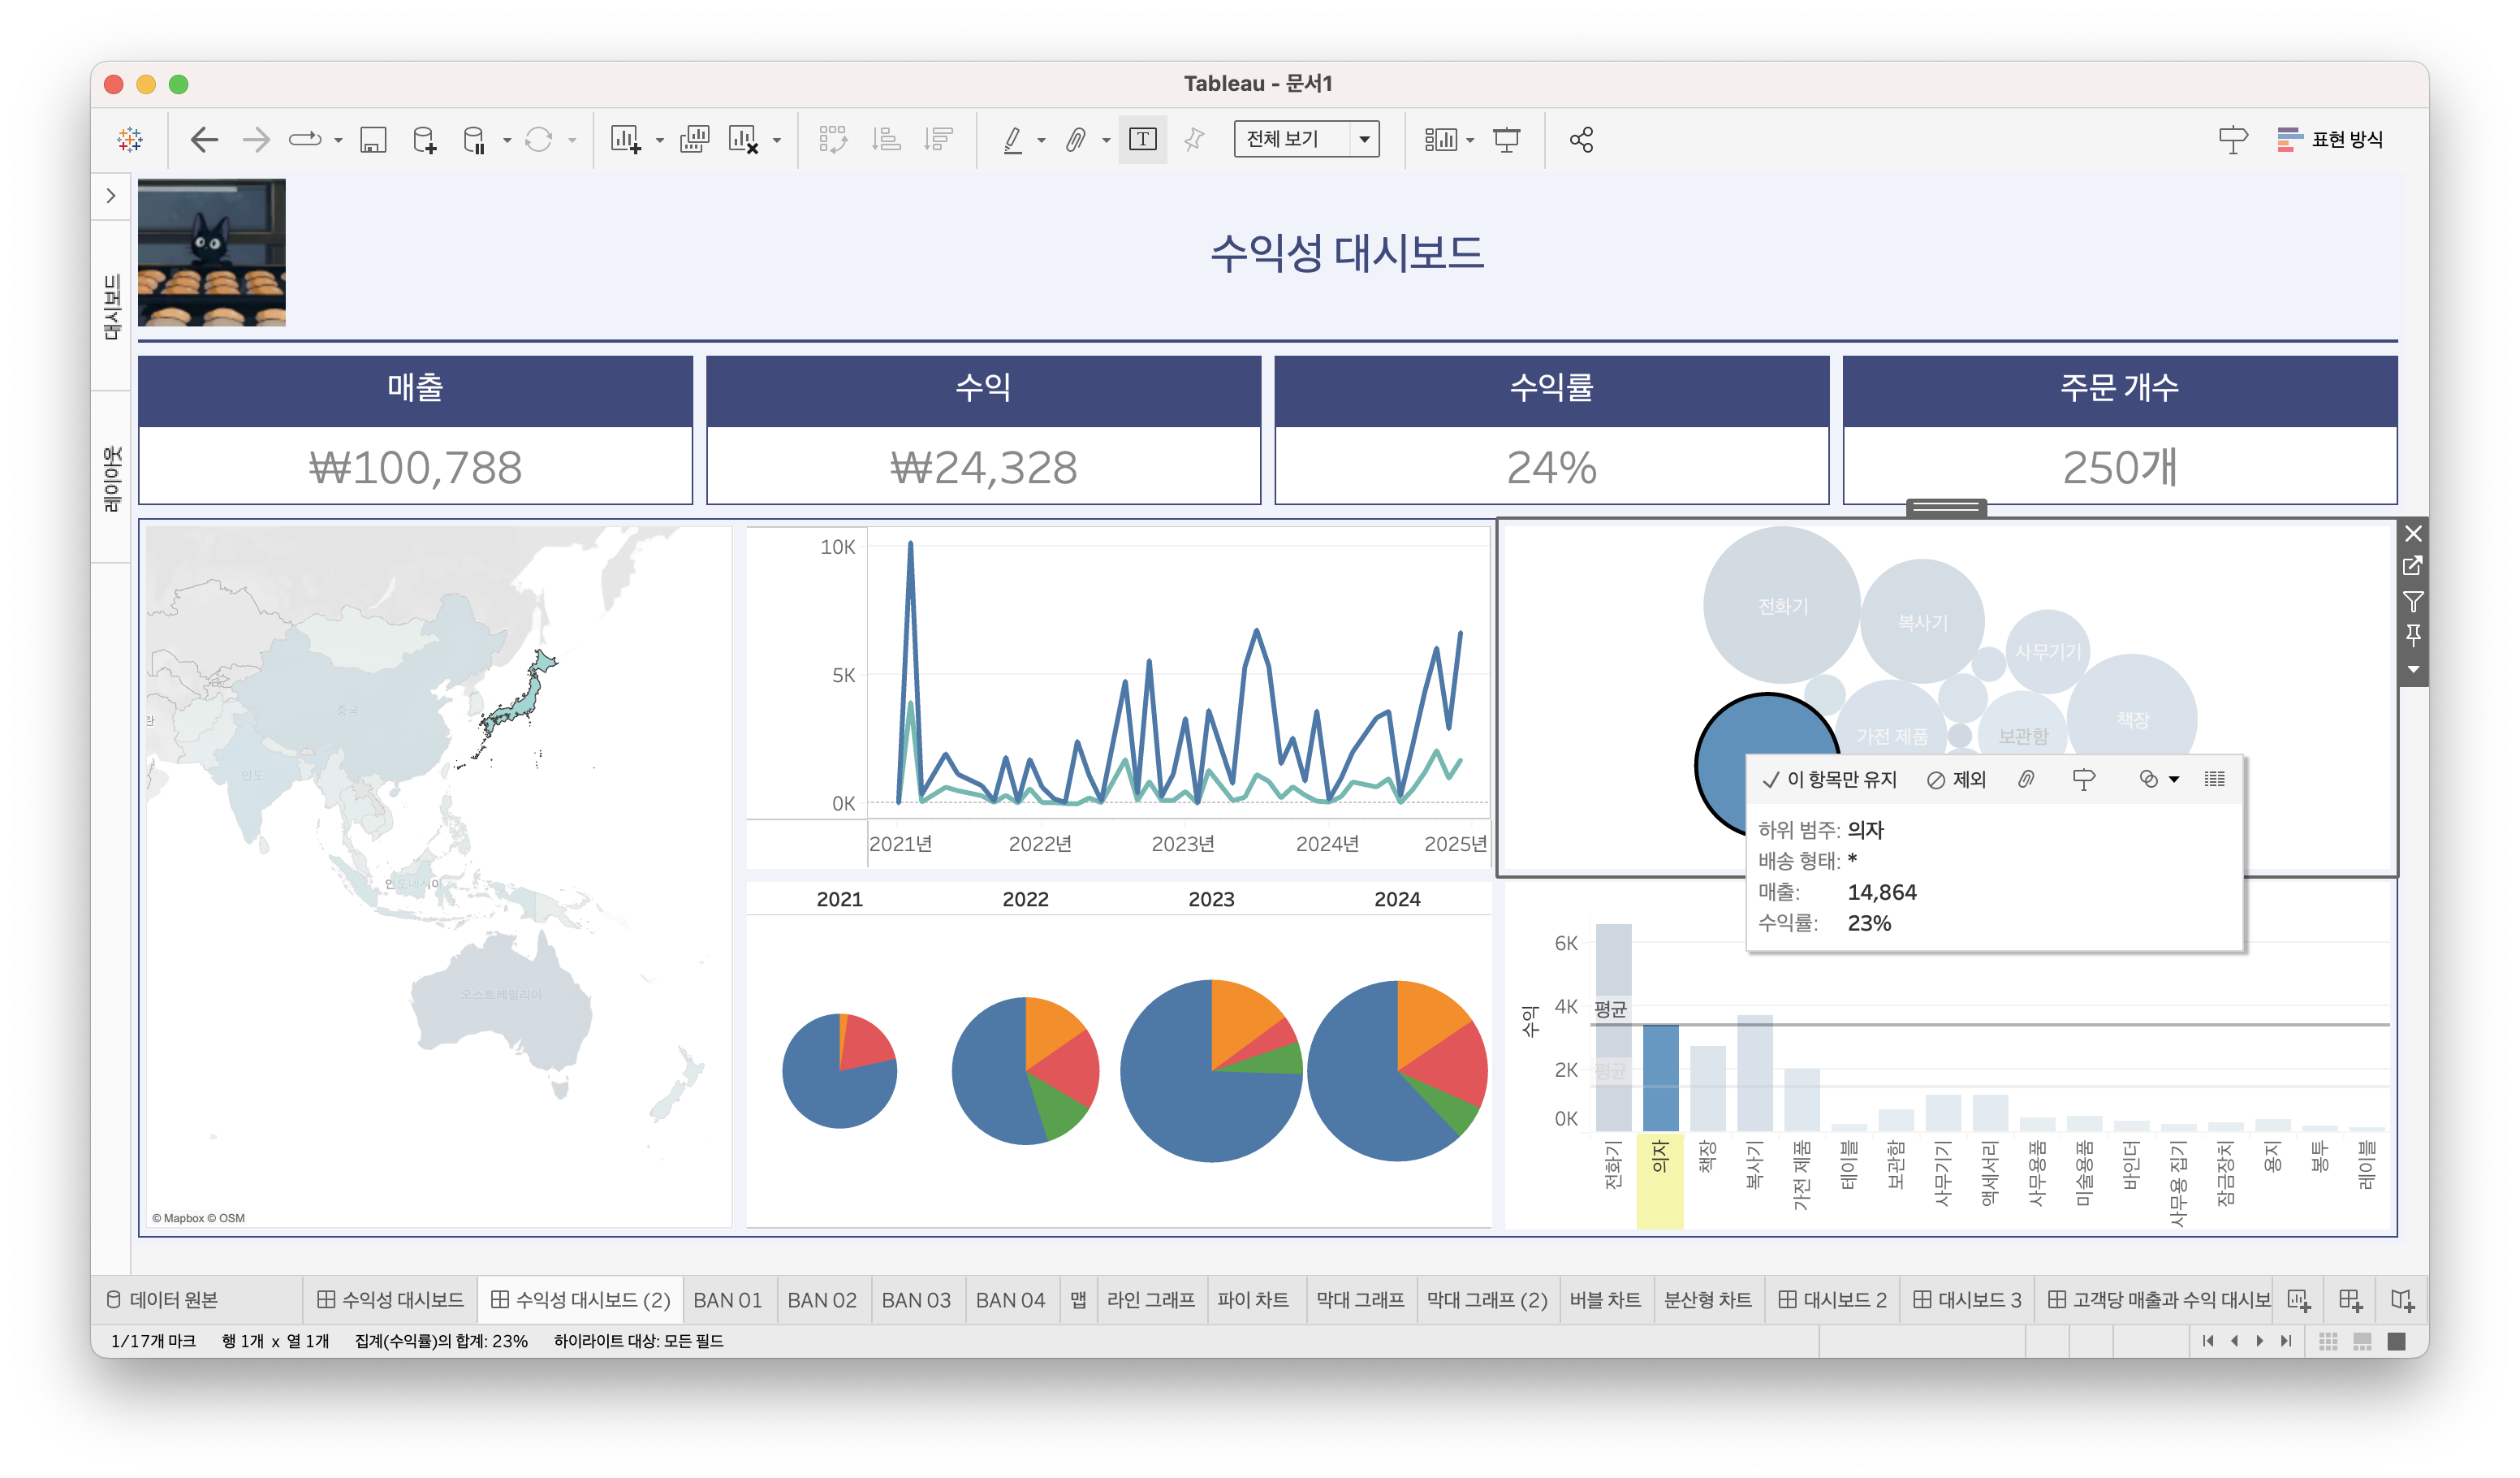 Tableau - 문서1
전체 보기
표현 방식
대시보드
레이아웃
수익성 대시보드
매출
₩100,788
수익
₩24,328
수익률
24%
주문 개수
250개
중국
인도
인도네시아
오스트레일리아
란
© Mapbox © OSM
10K
5K
0K
2021년
2022년
2023년
2024년
2025년
2021
2022
2023
2024
전화기
복사기
사무기기
가전 제품
보관함
책장
이 항목만 유지
제외
하위 범주: 의자
배송 형태: *
매출: 14,864
수익률: 23%
수익
6K
4K
2K
0K
평균
평균
전화기
의자
책장
복사기
가전 제품
테이블
보관함
사무기기
액세서리
사무용품
미술용품
바인더
사무용 집기
잠금장치
용지
봉투
레이블
데이터 원본
수익성 대시보드
수익성 대시보드 (2)
BAN 01
BAN 02
BAN 03
BAN 04
맵
라인 그래프
파이 차트
막대 그래프
막대 그래프 (2)
버블 차트
분산형 차트
대시보드 2
대시보드 3
고객당 매출과 수익 대시보
1/17개 마크
행 1개 x 열 1개
집계(수익률)의 합계: 23%
하이라이트 대상: 모든 필드